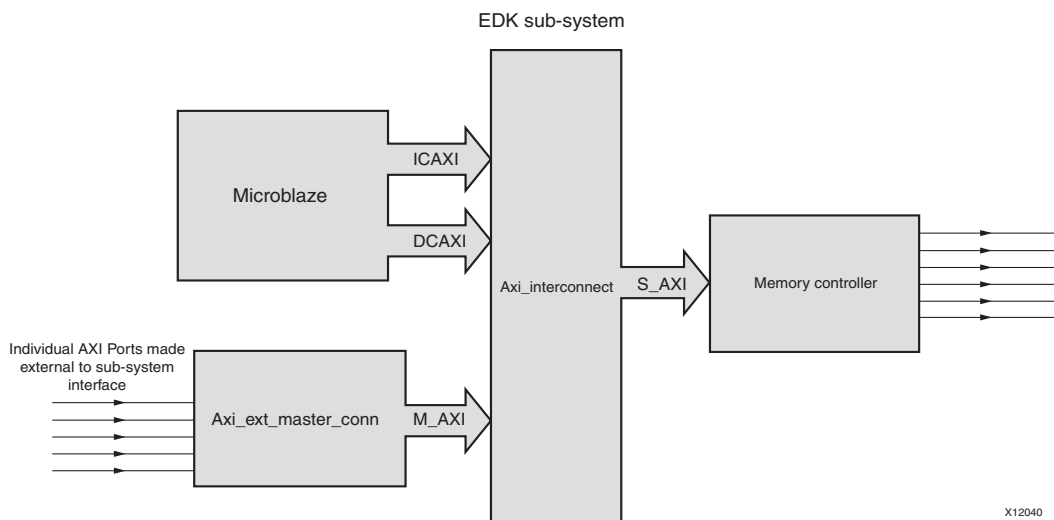 EDK sub-system
ICAXI
Microblaze
DCAXI
Axi_interconnect
S_AXI
Memory controller
Individual AXI Ports made
external to sub-system
interface
Axi_ext_master_conn
M_AXI
X12040